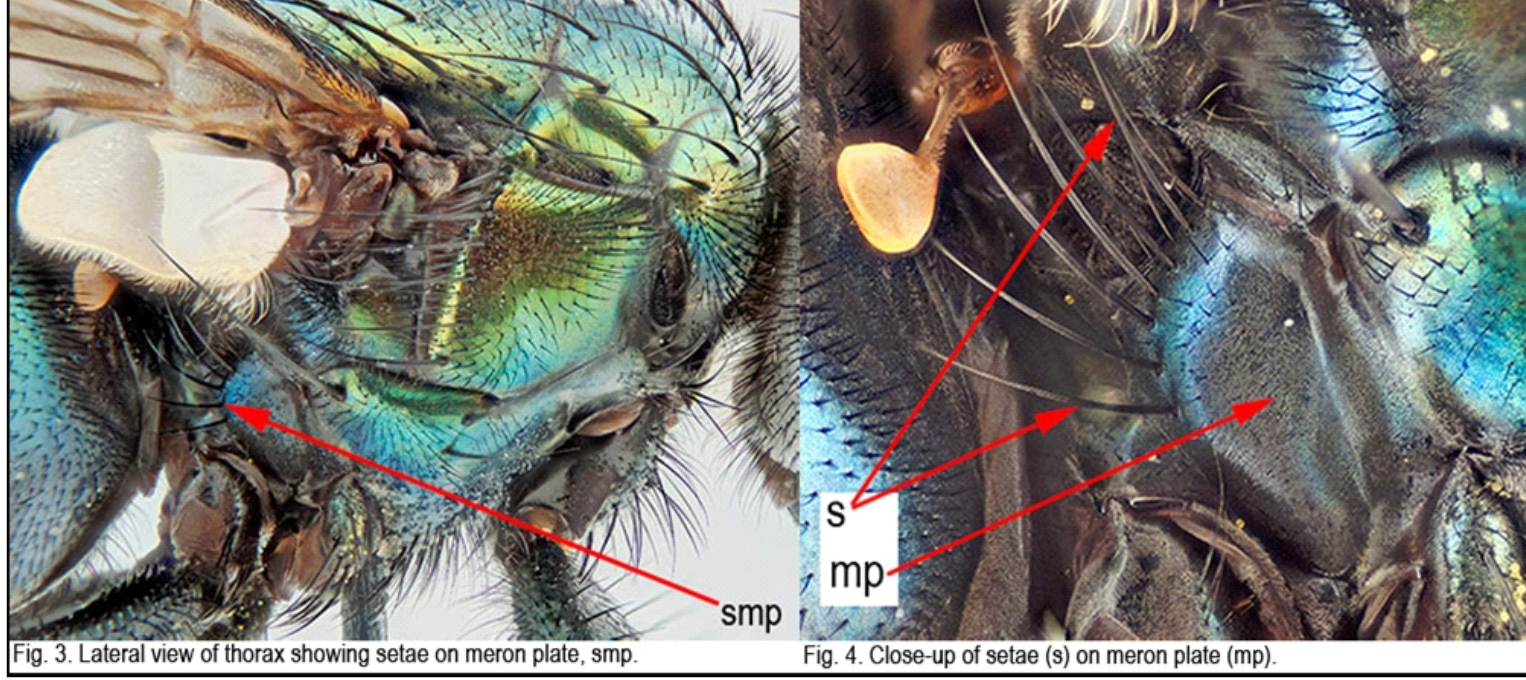 smp
Fig. 3. Lateral view of thorax showing setae on meron plate, smp.
s
mp
Fig. 4. Close-up of setae (s) on meron plate (mp).